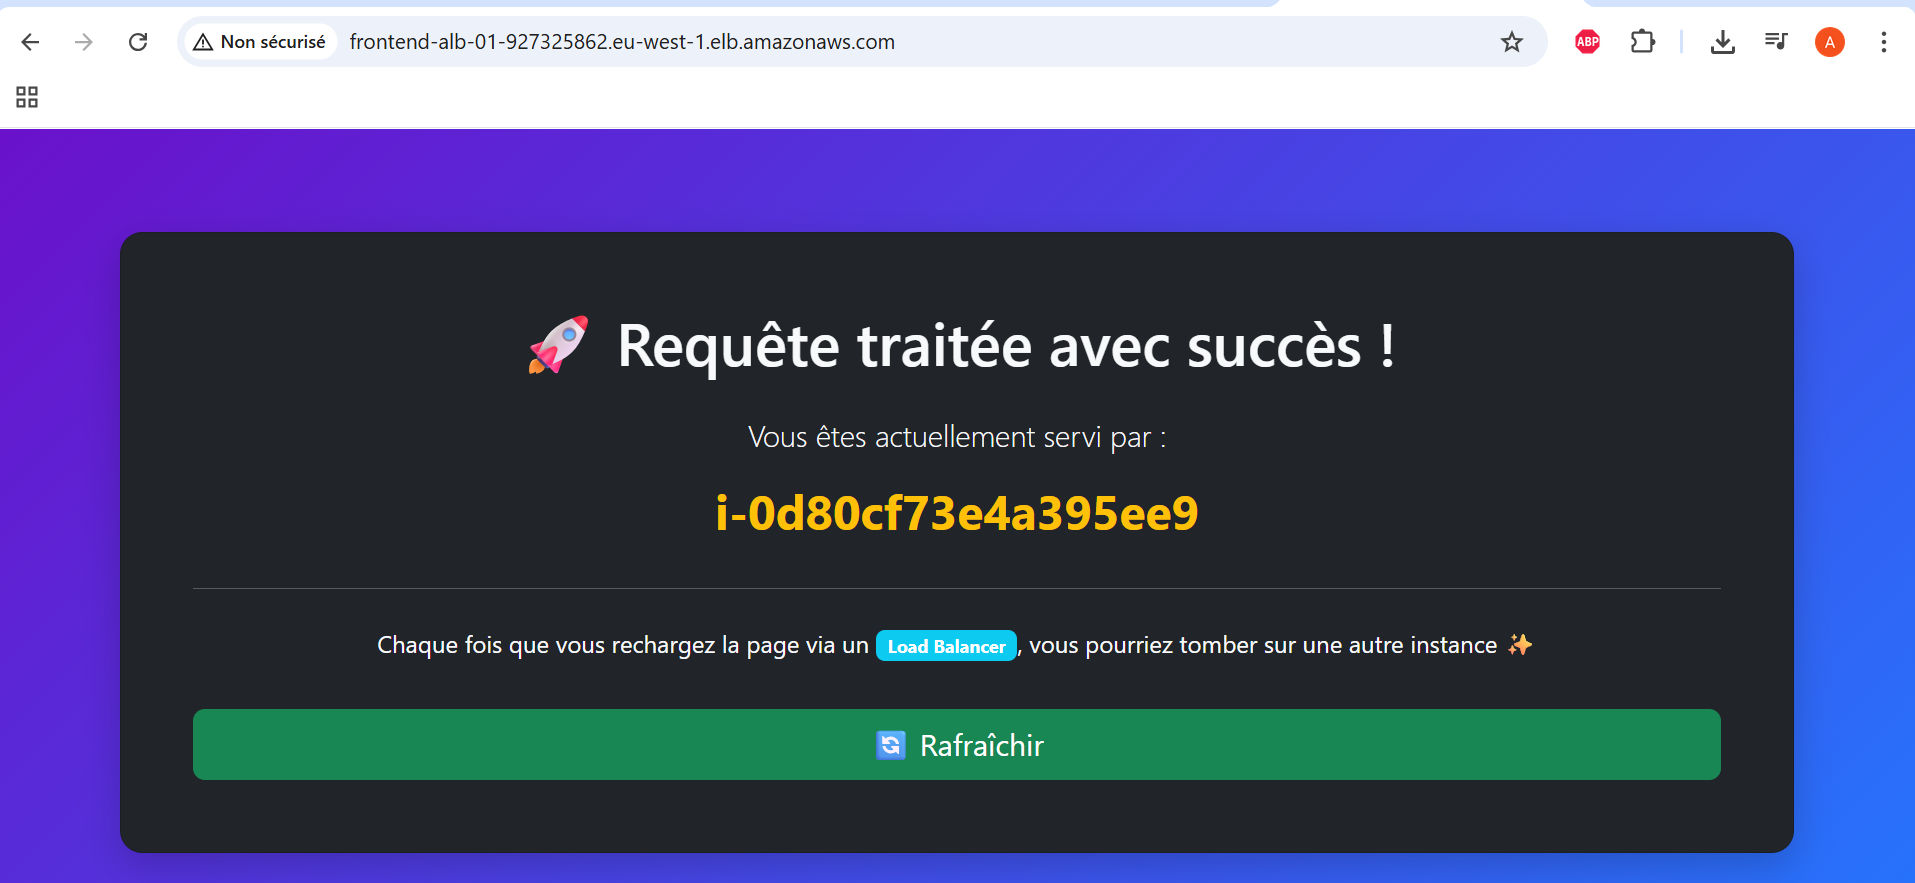 Non sécurisé frontend-alb-01-927325862.eu-west-1.elb.amazonaws.com ABP A
🚀 Requête traitée avec succès !
Vous êtes actuellement servi par :
i-0d80cf73e4a395ee9
Chaque fois que vous rechargez la page via un Load Balancer, vous pourriez tomber sur une autre instance ✨
🔄 Rafraîchir